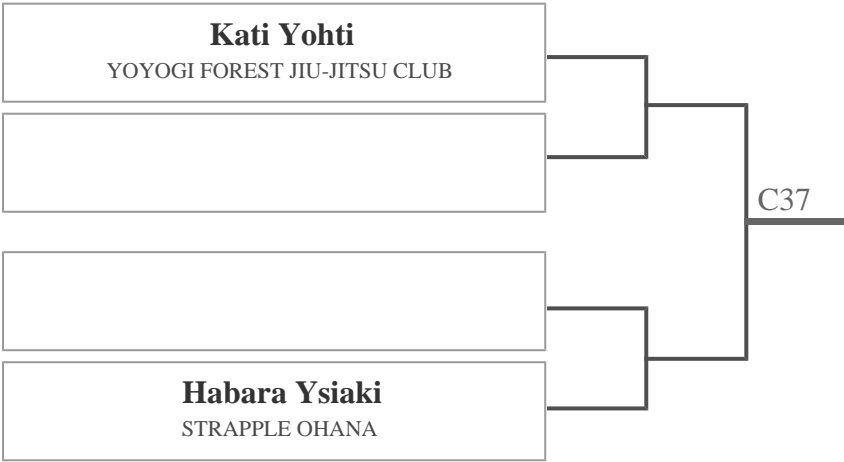 Kati Yohti
YOYOGI FOREST JIU-JITSU CLUB
C37
Habara Ysiaki
STRAPPLE OHANA